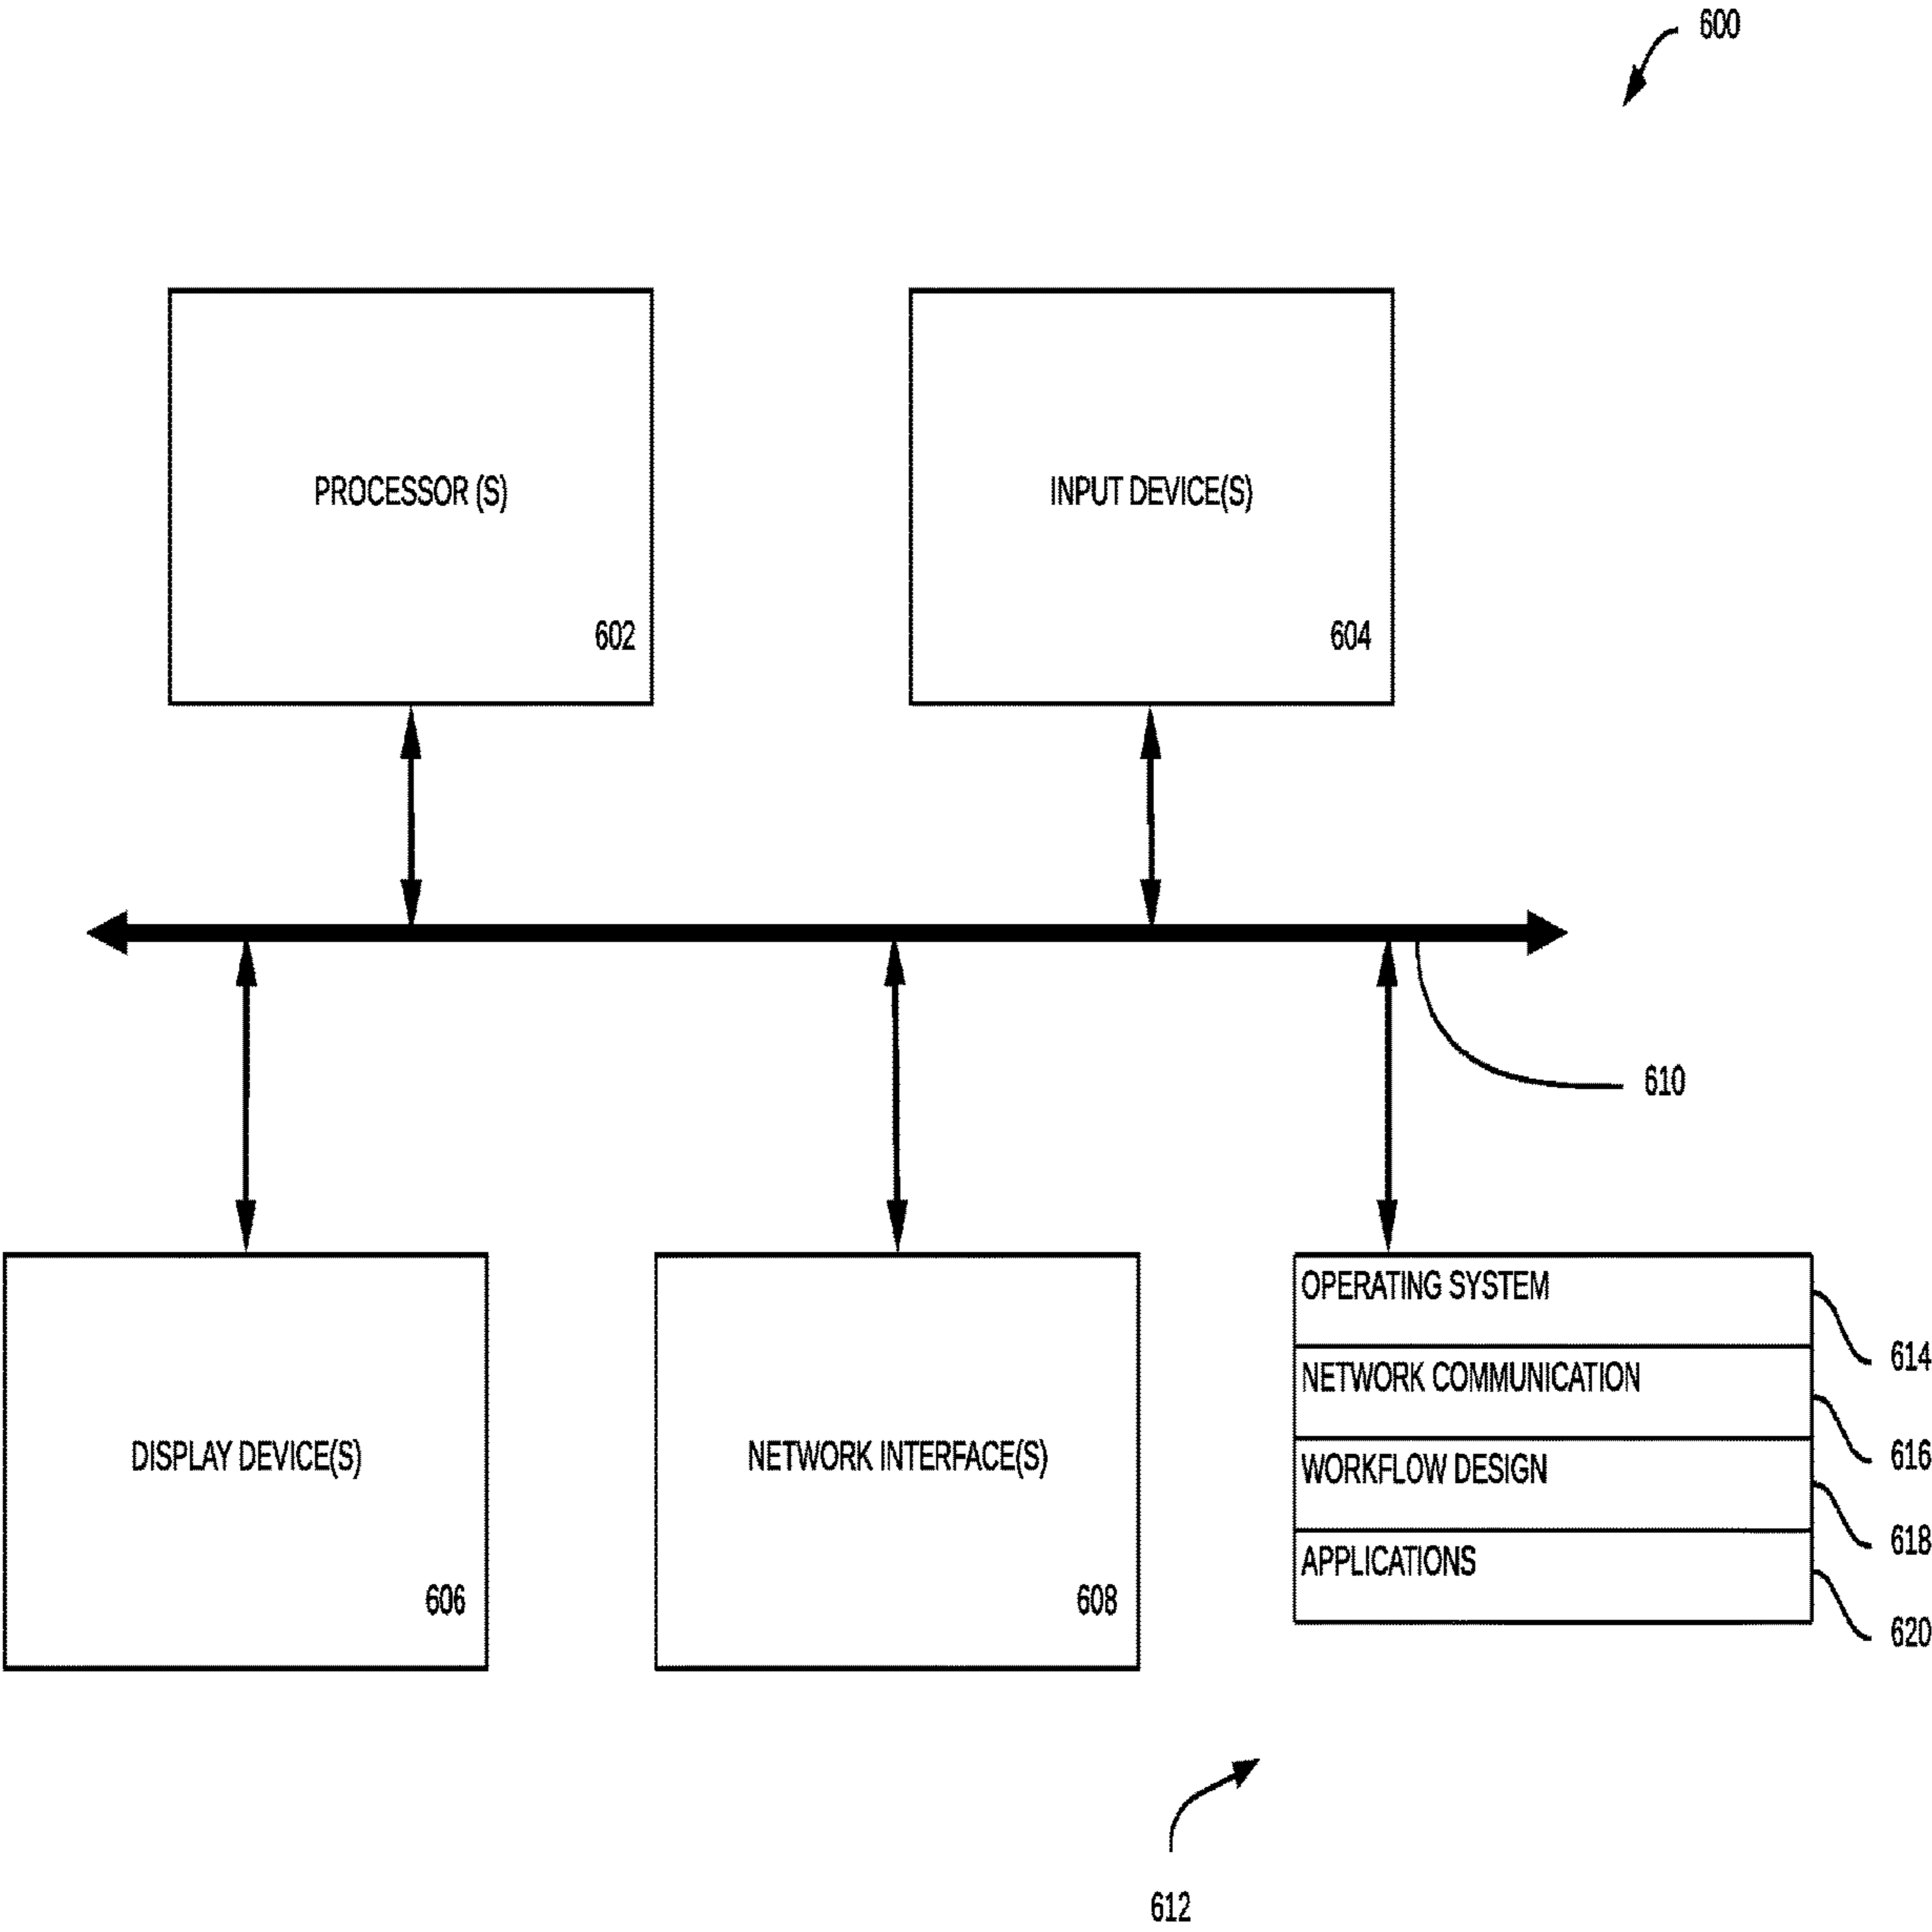 600
PROCESSOR (S)
602
INPUT DEVICE(S)
604
610
DISPLAY DEVICE(S)
606
NETWORK INTERFACE(S)
608
OPERATING SYSTEM
614
NETWORK COMMUNICATION
616
WORKFLOW DESIGN
618
APPLICATIONS
620
612